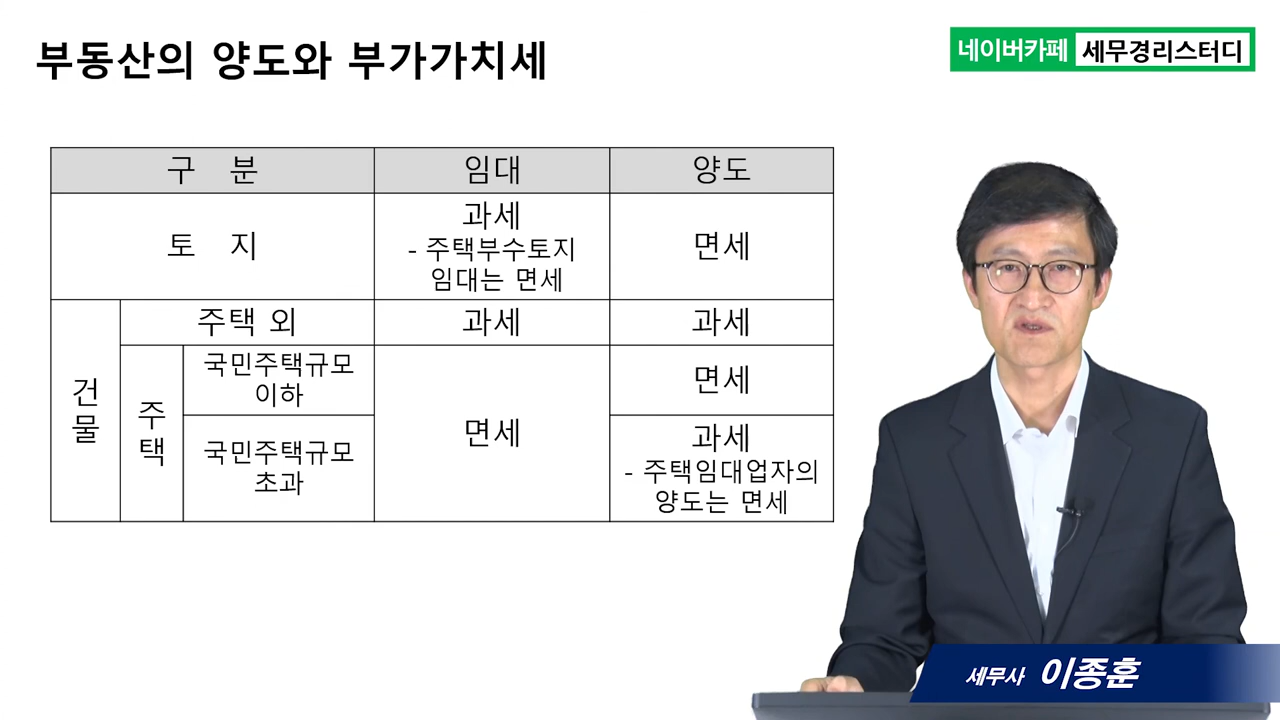 부동산의 양도와 부가가치세
네이버카페 세무경리스터디
구 분 임대 양도
토 지
과세
- 주택부수토지
임대는 면세
면세
건물
주택 외
과세
과세
주택
국민주택규모
이하
면세
면세
국민주택규모
초과
과세
- 주택임대업자의
양도는 면세
세무사 이종훈